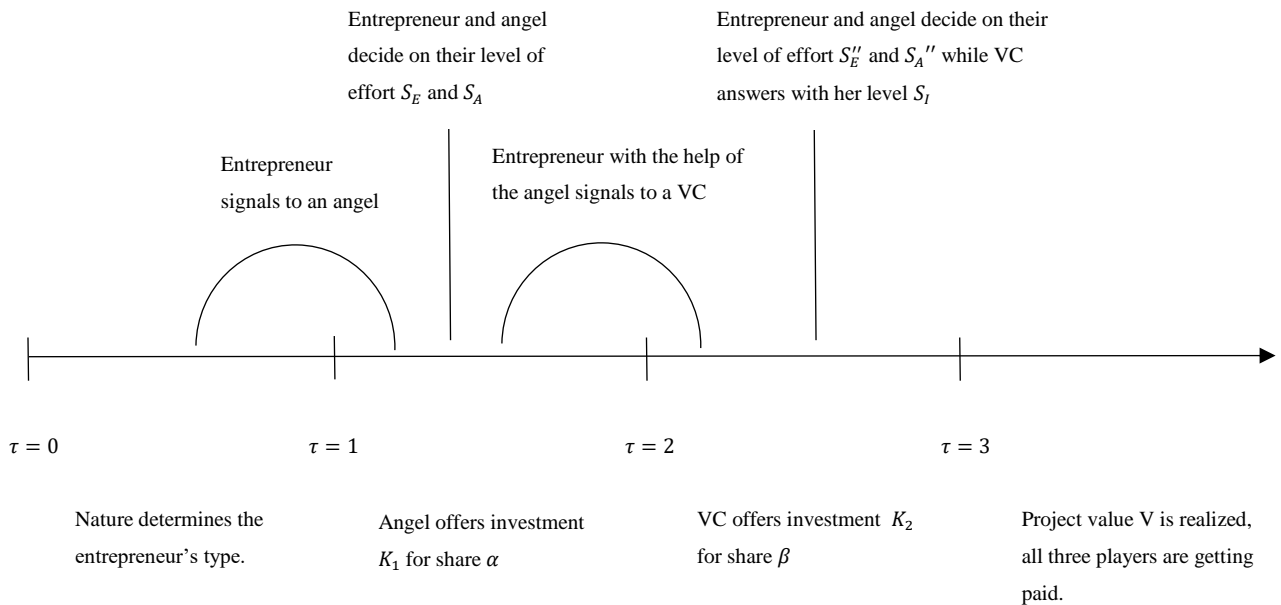 Entrepreneur and angel
decide on their level of
effort S_E and S_A
Entrepreneur and angel decide on their
level of effort S_E'' and S_A'' while VC
answers with her level S_I
Entrepreneur
signals to an angel
Entrepreneur with the help of
the angel signals to a VC
τ = 0
τ = 1
τ = 2
τ = 3
Nature determines the
entrepreneur's type.
Angel offers investment
K_1 for share α
VC offers investment K_2
for share β
Project value V is realized,
all three players are getting
paid.